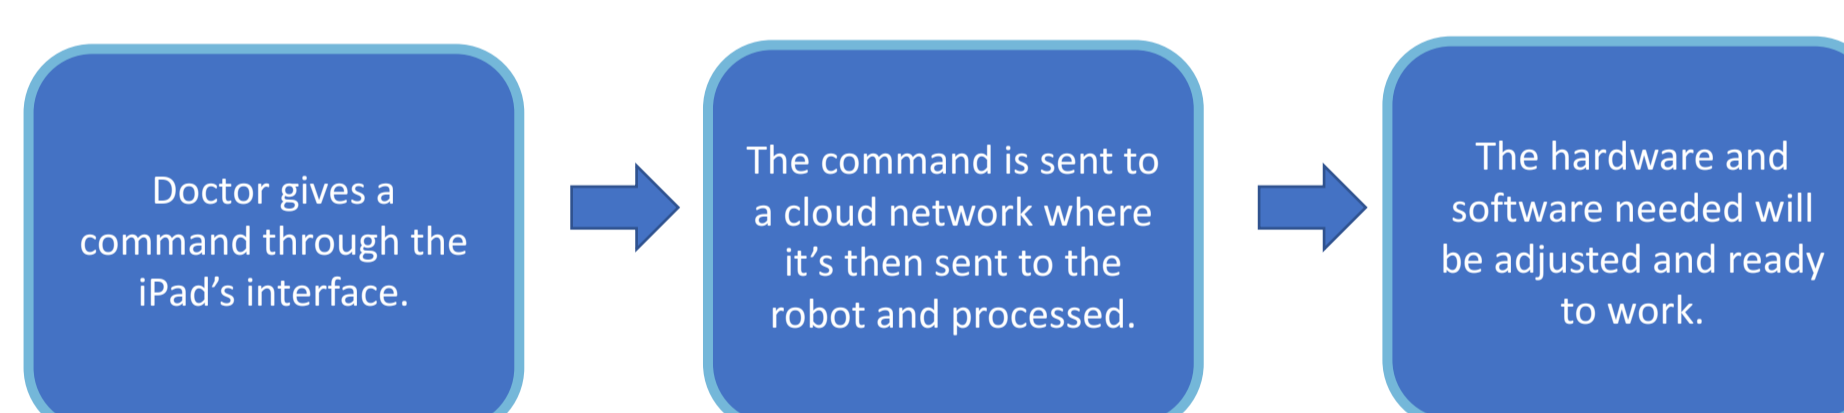 Doctor gives a
command through the
iPad’s interface.
The command is sent to
a cloud network where
it’s then sent to the
robot and processed.
The hardware and
software needed will
be adjusted and ready
to work.